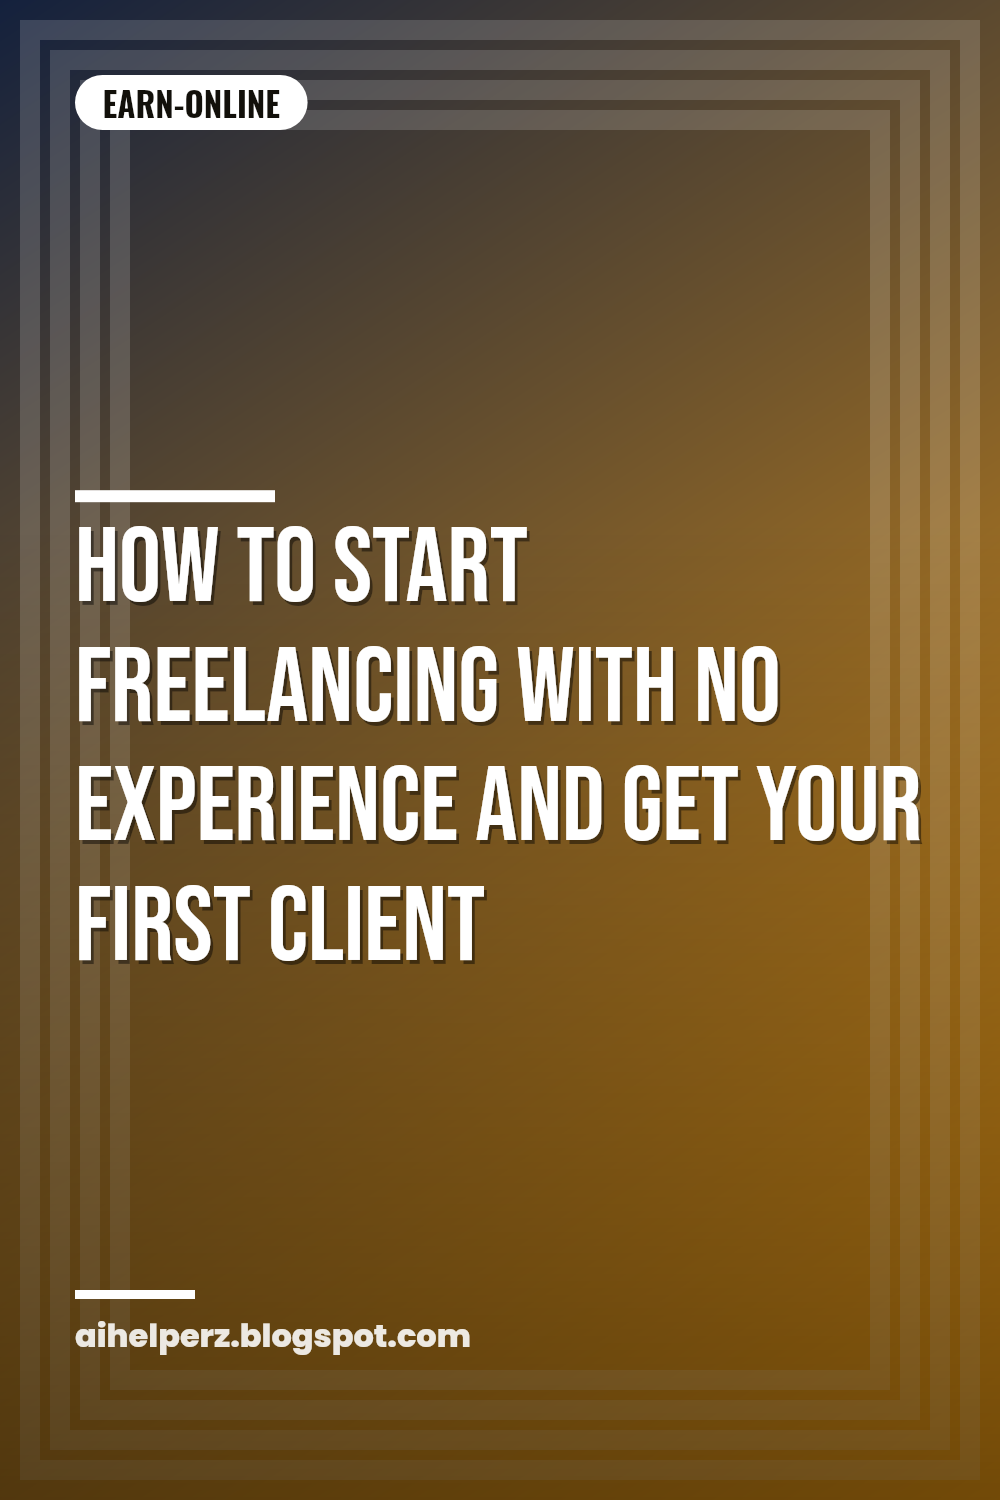 EARN-ONLINE
HOW TO START
FREELANCING WITH NO
EXPERIENCE AND GET YOUR
FIRST CLIENT
aihelperz.blogspot.com